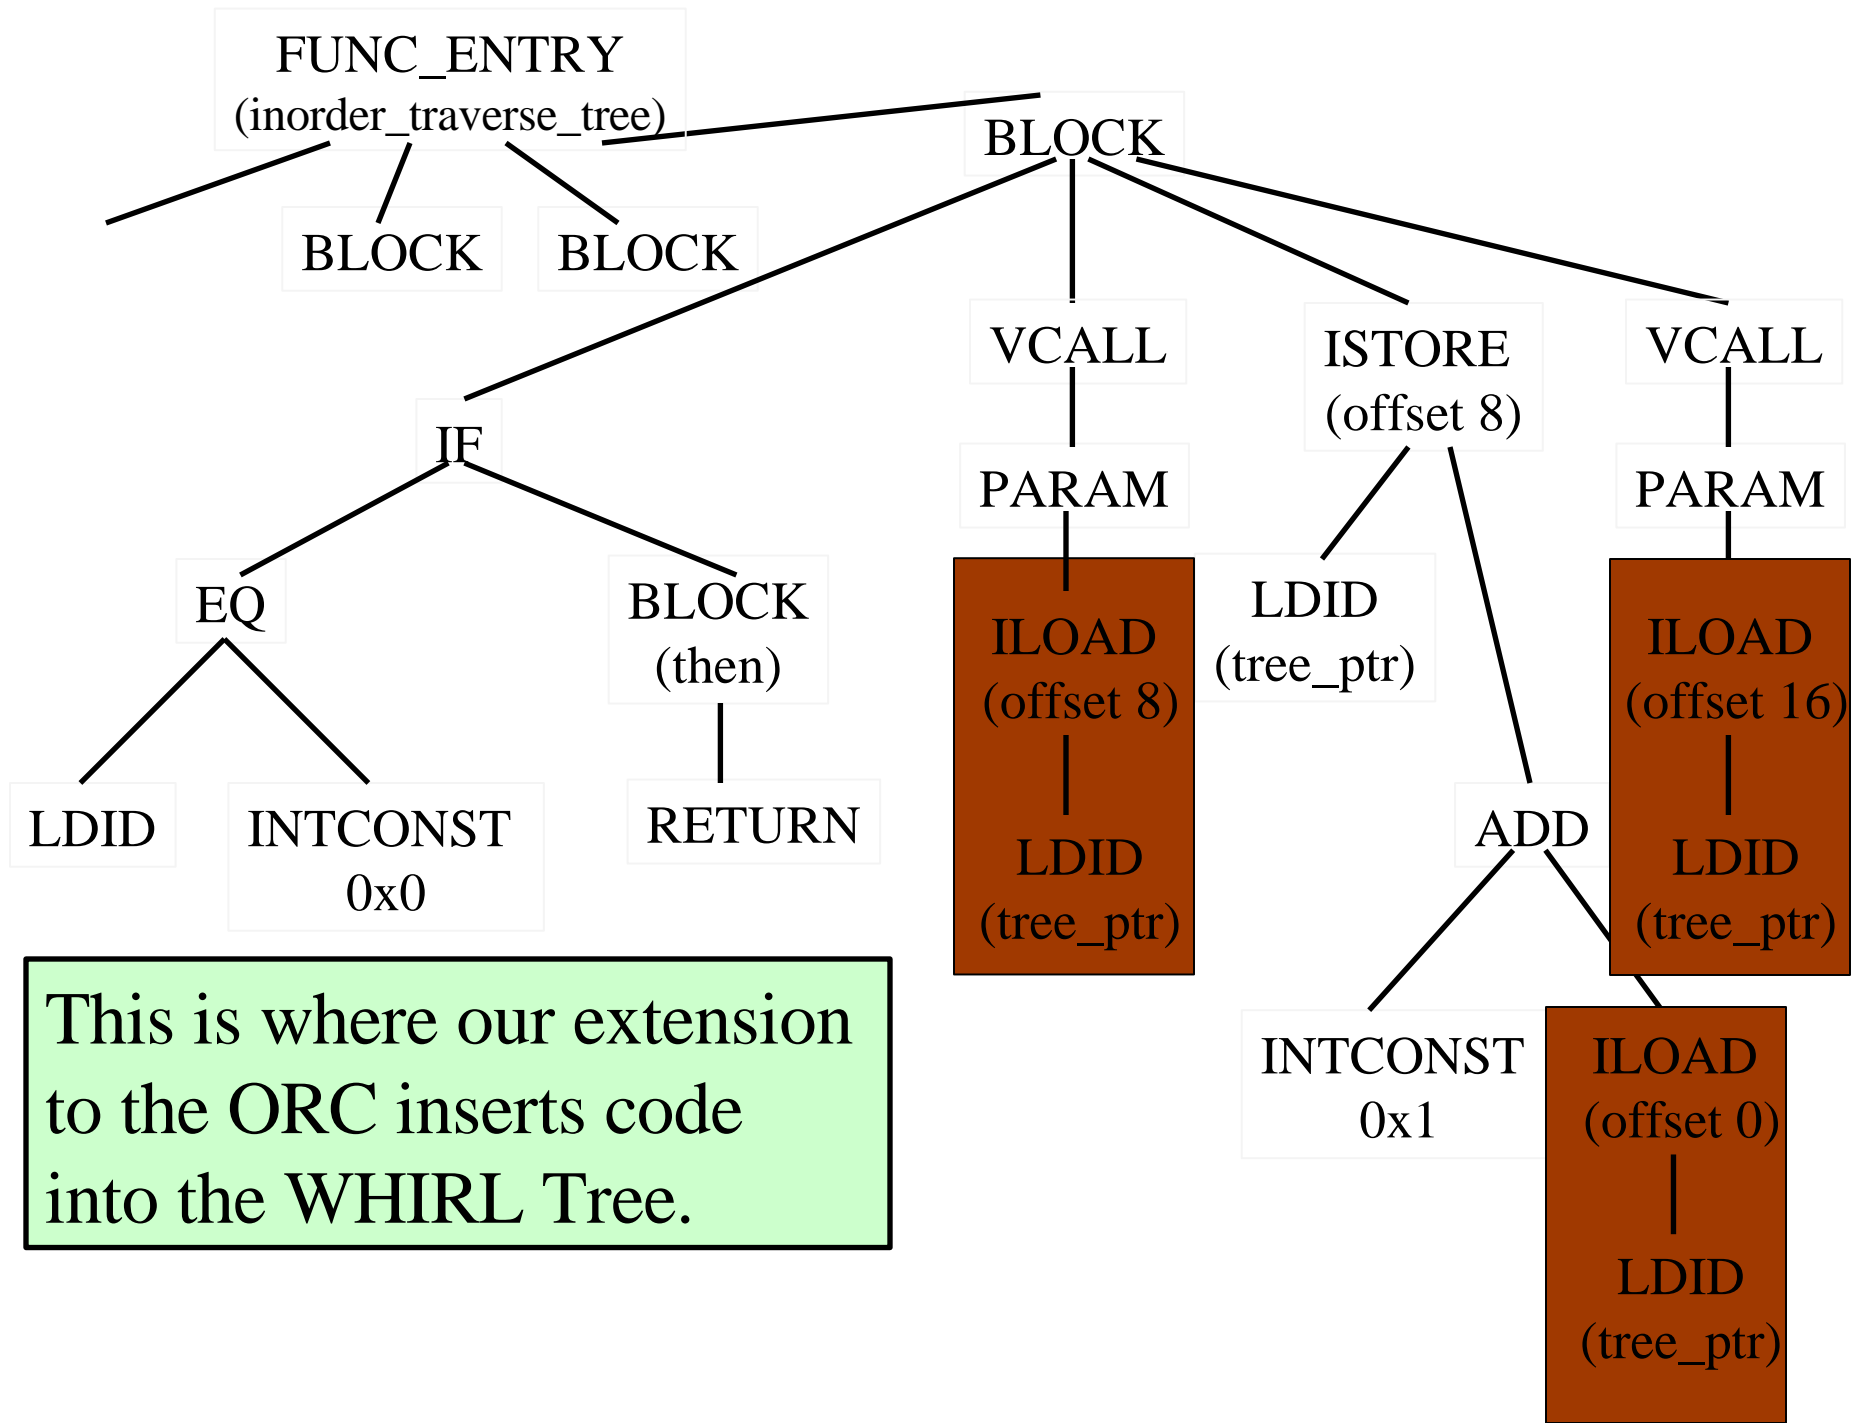 FUNC_ENTRY
(inorder_traverse_tree)
BLOCK
BLOCK
BLOCK
VCALL
ISTORE
(offset 8)
VCALL
IF
PARAM
PARAM
EQ
BLOCK
(then)
ILOAD
(offset 8)
LDID
(tree_ptr)
ILOAD
(offset 16)
LDID
INTCONST
0x0
RETURN
LDID
(tree_ptr)
ADD
LDID
(tree_ptr)
This is where our extension
to the ORC inserts code
into the WHIRL Tree.
INTCONST
0x1
ILOAD
(offset 0)
LDID
(tree_ptr)